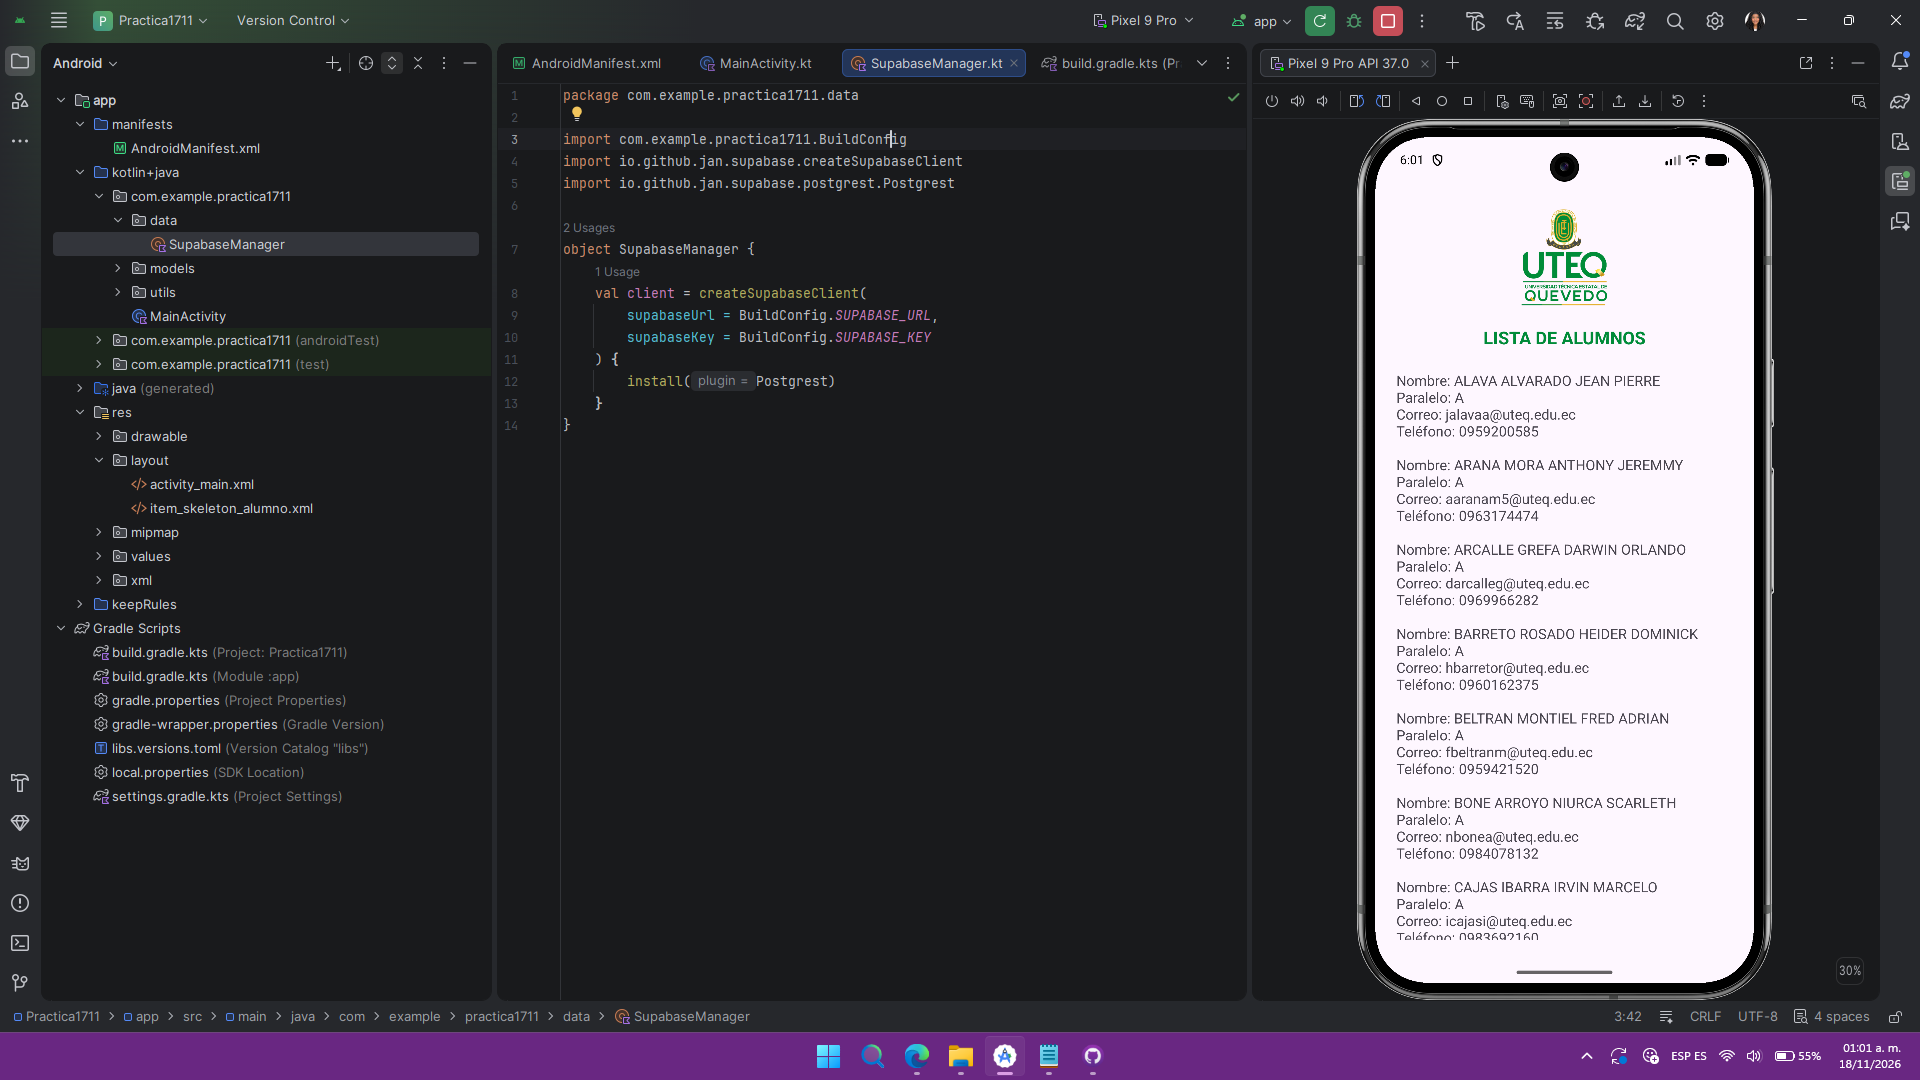 Practica1711
Version Control
Pixel 9 Pro
app
Android
app
manifests
AndroidManifest.xml
kotlin+java
com.example.practica1711
data
SupabaseManager
models
utils
MainActivity
com.example.practica1711 (androidTest)
com.example.practica1711 (test)
java (generated)
res
drawable
layout
activity_main.xml
item_skeleton_alumno.xml
mipmap
values
xml
keepRules
Gradle Scripts
build.gradle.kts (Project: Practica1711)
build.gradle.kts (Module :app)
gradle.properties (Project Properties)
gradle-wrapper.properties (Gradle Version)
libs.versions.toml (Version Catalog "libs")
local.properties (SDK Location)
settings.gradle.kts (Project Settings)
AndroidManifest.xml
MainActivity.kt
SupabaseManager.kt
build.gradle.kts (Pr
1 package com.example.practica1711.data
2
3 import com.example.practica1711.BuildConfig
4 import io.github.jan.supabase.createSupabaseClient
5 import io.github.jan.supabase.postgrest.Postgrest
6
2 Usages
7 object SupabaseManager {
1 Usage
8 val client = createSupabaseClient(
9 supabaseUrl = BuildConfig.SUPABASE_URL,
10 supabaseKey = BuildConfig.SUPABASE_KEY
11 ) {
12 install( plugin = Postgrest)
13 }
14 }
Pixel 9 Pro API 37.0
6:01
UTEQ
UNIVERSIDAD TÉCNICA ESTATAL DE
QUEVEDO
LISTA DE ALUMNOS
Nombre: ALAVA ALVARADO JEAN PIERRE
Paralelo: A
Correo: jalavaa@uteq.edu.ec
Teléfono: 0959200585
Nombre: ARANA MORA ANTHONY JEREMMY
Paralelo: A
Correo: aaranam5@uteq.edu.ec
Teléfono: 0963174474
Nombre: ARCALLE GREFA DARWIN ORLANDO
Paralelo: A
Correo: darcalleg@uteq.edu.ec
Teléfono: 0969966282
Nombre: BARRETO ROSADO HEIDER DOMINICK
Paralelo: A
Correo: hbarretor@uteq.edu.ec
Teléfono: 0960162375
Nombre: BELTRAN MONTIEL FRED ADRIAN
Paralelo: A
Correo: fbeltranm@uteq.edu.ec
Teléfono: 0959421520
Nombre: BONE ARROYO NIURCA SCARLETH
Paralelo: A
Correo: nbonea@uteq.edu.ec
Teléfono: 0984078132
Nombre: CAJAS IBARRA IRVIN MARCELO
Paralelo: A
Correo: icajasi@uteq.edu.ec
Teléfono: 0983692160
30%
Practica1711 > app > src > main > java > com > example > practica1711 > data > SupabaseManager
3:42
CRLF
UTF-8
4 spaces
ESP ES
55%
01:01 a. m.
18/11/2026